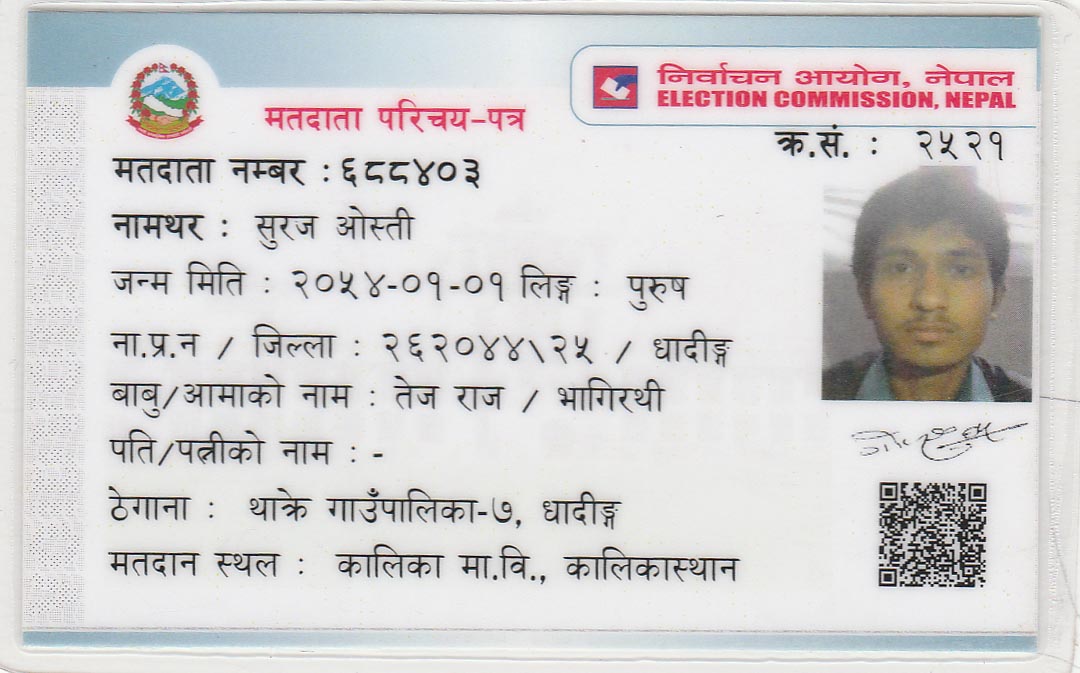 निर्वाचन आयोग, नेपाल
ELECTION COMMISSION, NEPAL
मतदाता परिचय-पत्र
क्र.सं. : २५२१
मतदाता नम्बर : ६८८४०३
नामथर : सुरज ओस्ती
जन्म मिति : २०५४-०१-०१ लिङ्ग : पुरुष
ना.प्र.न / जिल्ला : २६२०४४\२५ / धादीङ्ग
बाबु/आमाको नाम : तेज राज / भागिरथी
पति/पत्नीको नाम : -
ठेगाना : थाक्रे गाउँपालिका-७, धादीङ्ग
मतदान स्थल : कालिका मा.वि., कालिकास्थान